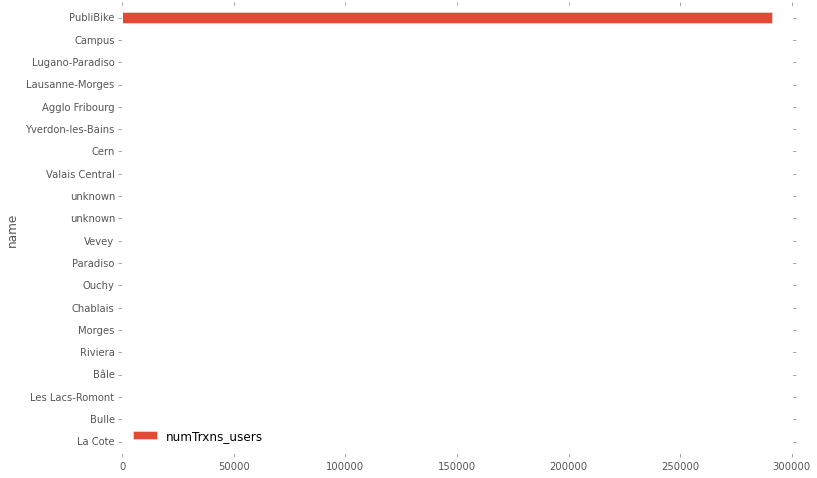 PubliBike
Campus
Lugano-Paradiso
Lausanne-Morges
Agglo Fribourg
Yverdon-les-Bains
Cern
Valais Central
unknown
unknown
name
Vevey
Paradiso
Ouchy
Chablais
Morges
Riviera
Bâle
Les Lacs-Romont
Bulle
numTrxns_users
La Cote
0 50000 100000 150000 200000 250000 300000